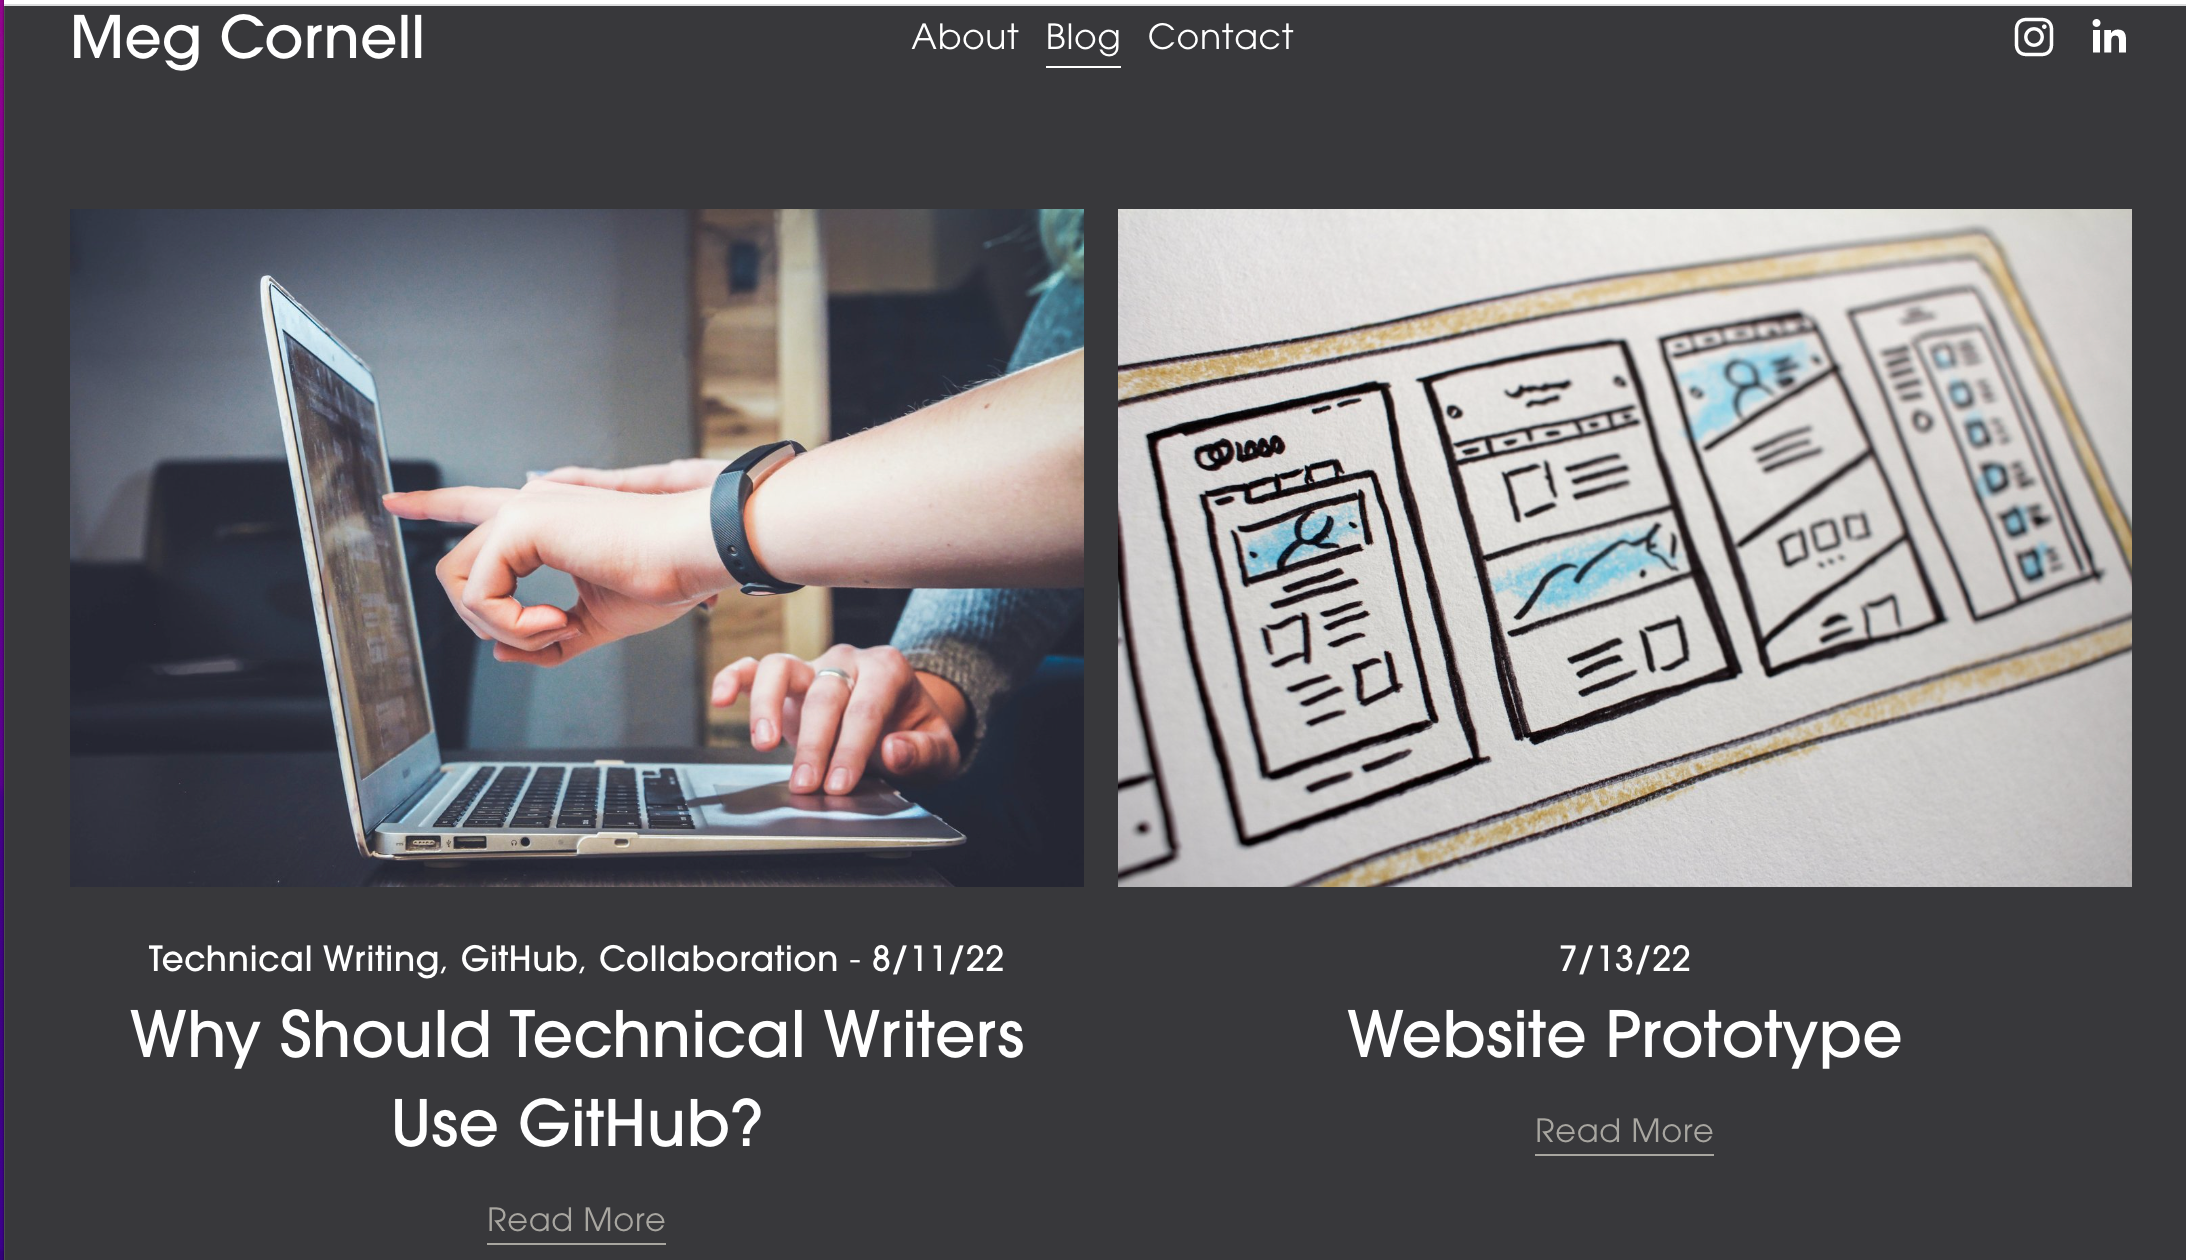 Meg Cornell
About Blog Contact
in
LOGO
Technical Writing, GitHub, Collaboration - 8/11/22
Why Should Technical Writers
Use GitHub?
Read More
7/13/22
Website Prototype
Read More